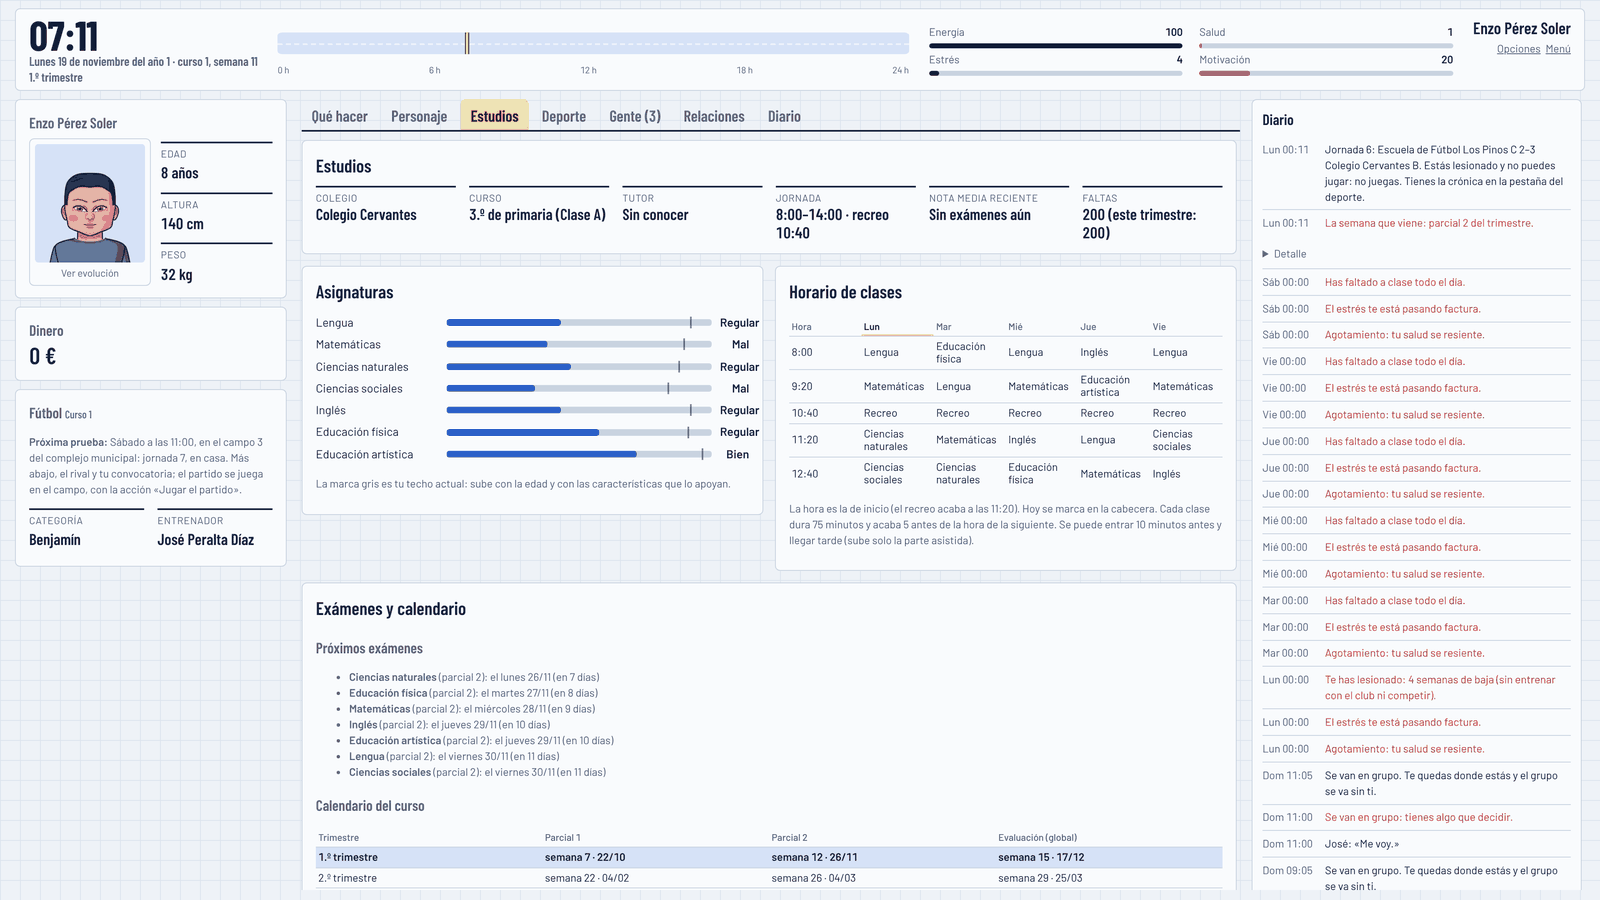 07:11
Lunes 19 de noviembre del año 1 · curso 1, semana 11
1.º trimestre
0 h
6 h
12 h
18 h
24 h
Energía 100
Estrés 4
Salud 1
Motivación 20
Enzo Pérez Soler
Opciones Menú
Enzo Pérez Soler
EDAD
8 años
ALTURA
140 cm
PESO
32 kg
Ver evolución
Dinero
0 €
Fútbol Curso 1
Próxima prueba: Sábado a las 11:00, en el campo 3
del complejo municipal: jornada 7, en casa. Más
abajo, el rival y tu convocatoria; el partido se juega
en el campo, con la acción «Jugar el partido».
CATEGORÍA
Benjamín
ENTRENADOR
José Peralta Díaz
Qué hacer
Personaje
Estudios
Deporte
Gente (3)
Relaciones
Diario
Estudios
COLEGIO
Colegio Cervantes
CURSO
3.º de primaria (Clase A)
TUTOR
Sin conocer
JORNADA
8:00–14:00 · recreo
10:40
NOTA MEDIA RECIENTE
Sin exámenes aún
FALTAS
200 (este trimestre:
200)
Asignaturas
Lengua Regular
Matemáticas Mal
Ciencias naturales Regular
Ciencias sociales Mal
Inglés Regular
Educación física Regular
Educación artística Bien
La marca gris es tu techo actual: sube con la edad y con las características que lo apoyan.
Horario de clases
Hora Lun Mar Mié Jue Vie
8:00 Lengua Educación física Lengua Inglés Lengua
9:20 Matemáticas Lengua Matemáticas Educación artística Matemáticas
10:40 Recreo Recreo Recreo Recreo Recreo
11:20 Ciencias naturales Matemáticas Inglés Lengua Ciencias sociales
12:40 Ciencias sociales Ciencias naturales Educación física Matemáticas Inglés
La hora es la de inicio (el recreo acaba a las 11:20). Hoy se marca en la cabecera. Cada clase
dura 75 minutos y acaba 5 antes de la hora de la siguiente. Se puede entrar 10 minutos antes y
llegar tarde (sube solo la parte asistida).
Exámenes y calendario
Próximos exámenes
• Ciencias naturales (parcial 2): el lunes 26/11 (en 7 días)
• Educación física (parcial 2): el martes 27/11 (en 8 días)
• Matemáticas (parcial 2): el miércoles 28/11 (en 9 días)
• Inglés (parcial 2): el jueves 29/11 (en 10 días)
• Educación artística (parcial 2): el jueves 29/11 (en 10 días)
• Lengua (parcial 2): el viernes 30/11 (en 11 días)
• Ciencias sociales (parcial 2): el viernes 30/11 (en 11 días)
Calendario del curso
Trimestre Parcial 1 Parcial 2 Evaluación (global)
1.º trimestre semana 7 · 22/10 semana 12 · 26/11 semana 15 · 17/12
2.º trimestre semana 22 · 04/02 semana 26 · 04/03 semana 29 · 25/03
Diario
Lun 00:11 Jornada 6: Escuela de Fútbol Los Pinos C 2–3
Colegio Cervantes B. Estás lesionado y no puedes
jugar: no juegas. Tienes la crónica en la pestaña del
deporte.
Lun 00:11 La semana que viene: parcial 2 del trimestre.
▶ Detalle
Sáb 00:00 Has faltado a clase todo el día.
Sáb 00:00 El estrés te está pasando factura.
Sáb 00:00 Agotamiento: tu salud se resiente.
Vie 00:00 Has faltado a clase todo el día.
Vie 00:00 El estrés te está pasando factura.
Vie 00:00 Agotamiento: tu salud se resiente.
Jue 00:00 Has faltado a clase todo el día.
Jue 00:00 El estrés te está pasando factura.
Jue 00:00 Agotamiento: tu salud se resiente.
Mié 00:00 Has faltado a clase todo el día.
Mié 00:00 El estrés te está pasando factura.
Mié 00:00 Agotamiento: tu salud se resiente.
Mar 00:00 Has faltado a clase todo el día.
Mar 00:00 El estrés te está pasando factura.
Mar 00:00 Agotamiento: tu salud se resiente.
Lun 00:00 Te has lesionado: 4 semanas de baja (sin entrenar
con el club ni competir).
Lun 00:00 El estrés te está pasando factura.
Lun 00:00 Agotamiento: tu salud se resiente.
Dom 11:05 Se van en grupo. Te quedas donde estás y el grupo
se va sin ti.
Dom 11:00 Se van en grupo: tienes algo que decidir.
Dom 11:00 José: «Me voy.»
Dom 09:05 Se van en grupo. Te quedas donde estás y el grupo
se va sin ti.